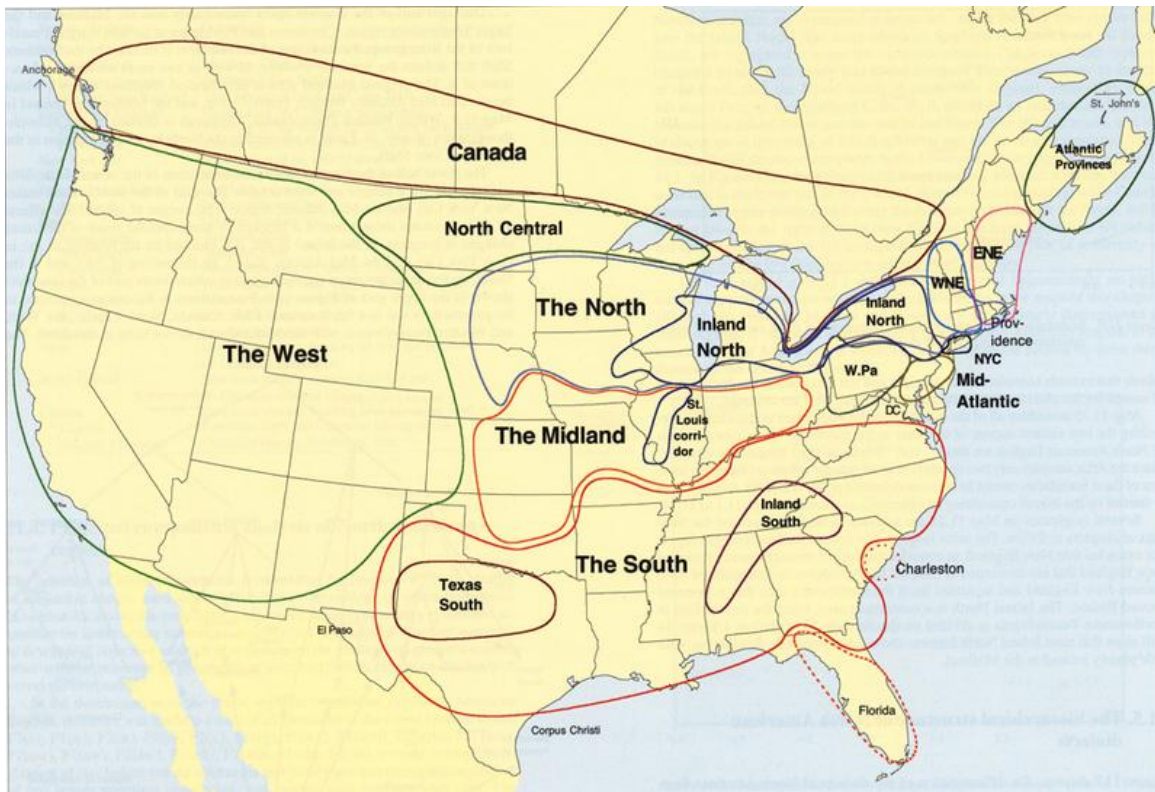 Anchorage
St. John's
Canada
Atlantic
Provinces
North Central
ENE
WNE
The North
Inland
North
Inland
North
Prov-
idence
The West
NYC
W.Pa
Mid-
Atlantic
DC
St.
Louis
corri-
dor
The Midland
Inland
South
The South
Charleston
Texas
South
El Paso
Florida
Corpus Christi